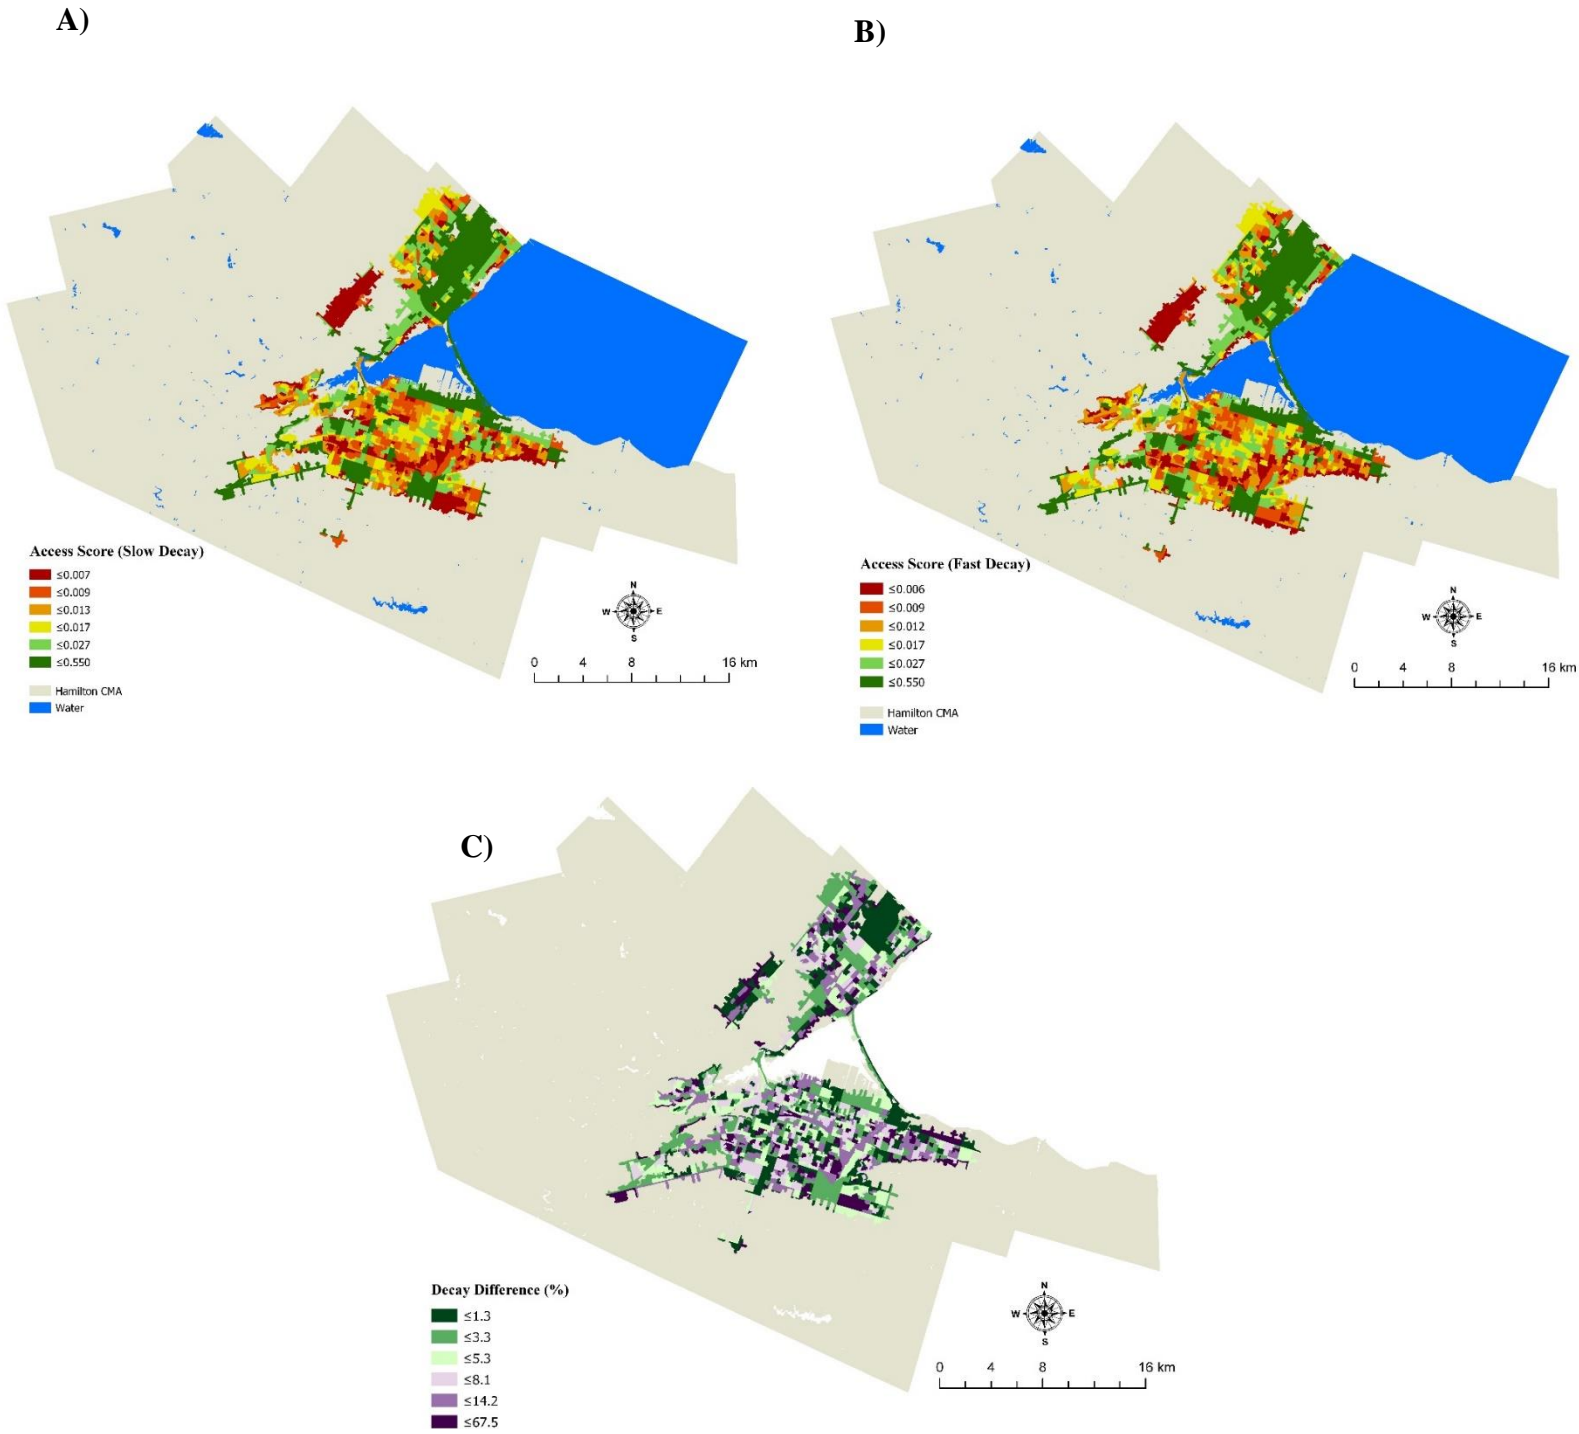 A)
B)
Access Score (Slow Decay)
≤0.007
≤0.009
≤0.013
≤0.017
≤0.027
≤0.550
Hamilton CMA
Water
N
W
E
S
0 4 8 16 km
Access Score (Fast Decay)
≤0.006
≤0.009
≤0.012
≤0.017
≤0.027
≤0.550
Hamilton CMA
Water
N
W
E
S
0 4 8 16 km
C)
Decay Difference (%)
≤1.3
≤3.3
≤5.3
≤8.1
≤14.2
≤67.5
N
W
E
S
0 4 8 16 km